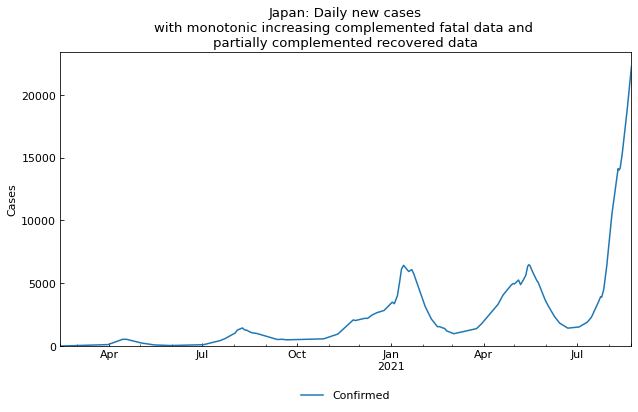 Japan: Daily new cases
with monotonic increasing complemented fatal data and
partially complemented recovered data
20000
15000
10000
5000
0
Cases
Apr
Jul
Oct
Jan
2021
Apr
Jul
Confirmed